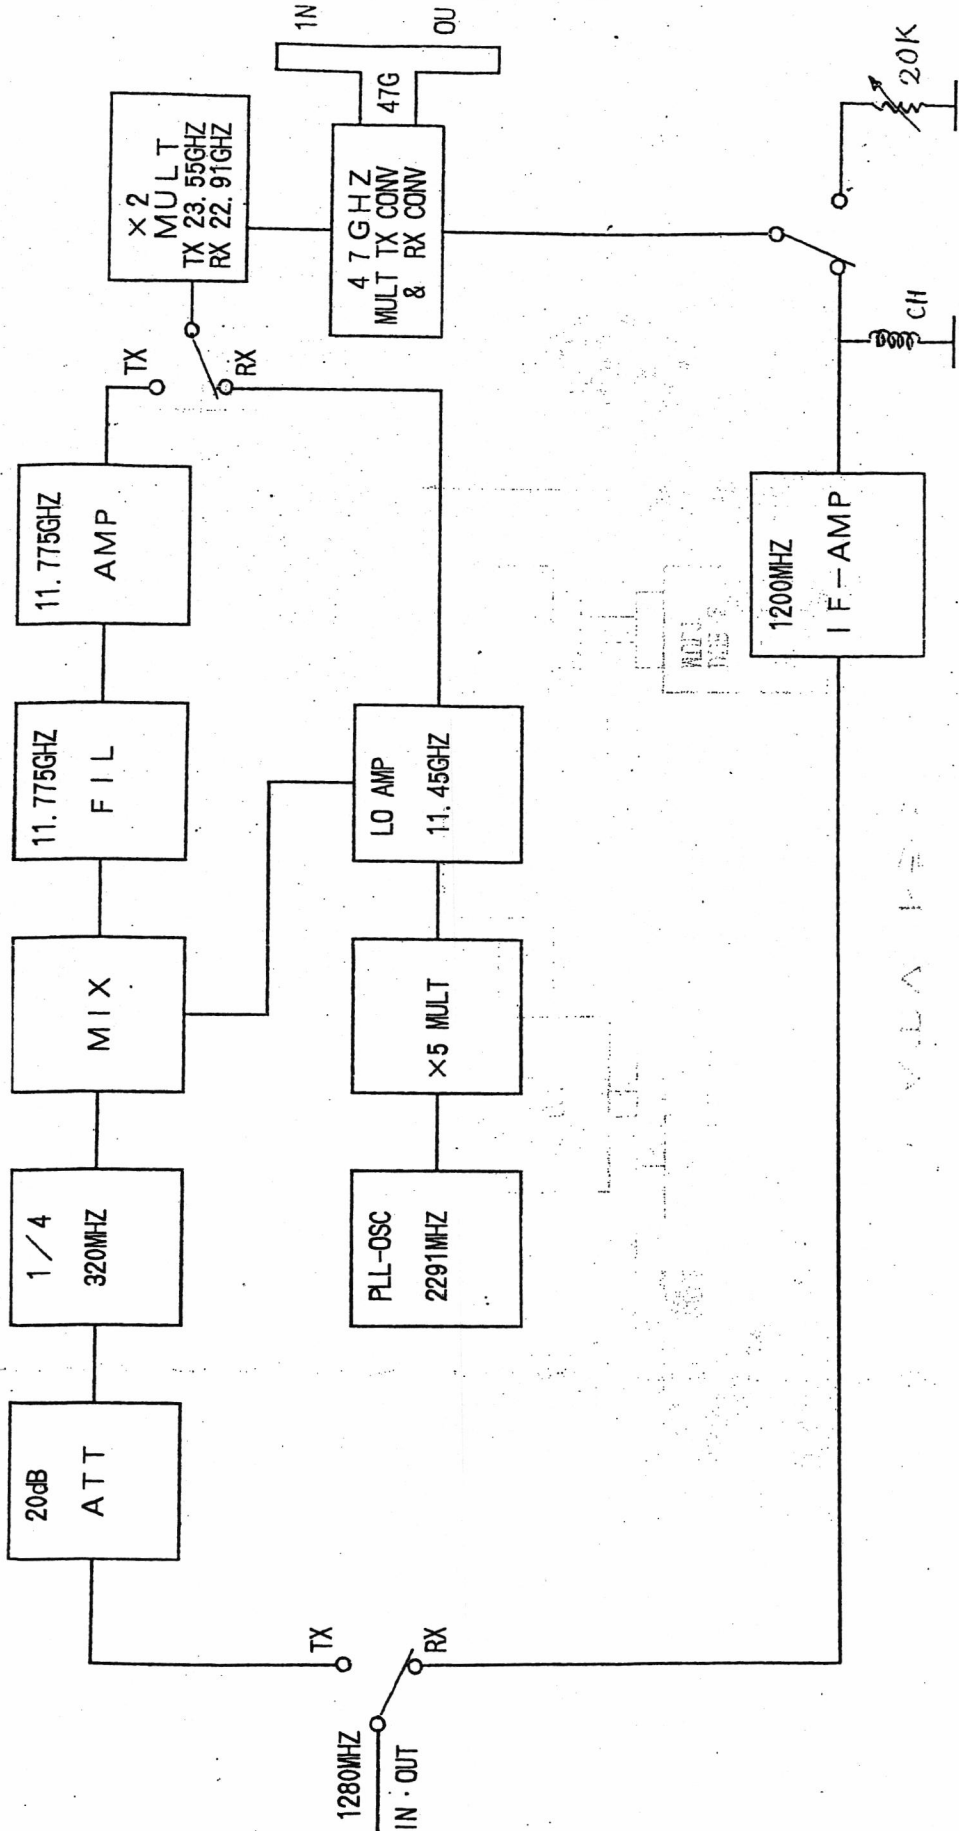 1280MHZ
IN・OUT
TX
RX
20dB
ATT
1/4
320MHZ
MIX
11.775GHZ
FIL
11.775GHZ
AMP
PLL-OSC
2291MHZ
×5 MULT
LO AMP
11.45GHZ
TX
RX
×2
MULT
TX 23.55GHZ
RX 22.91GHZ
47GHZ
MULT TX CONV
& RX CONV
47G
1N
OU
1200MHZ
IF-AMP
CH
20K